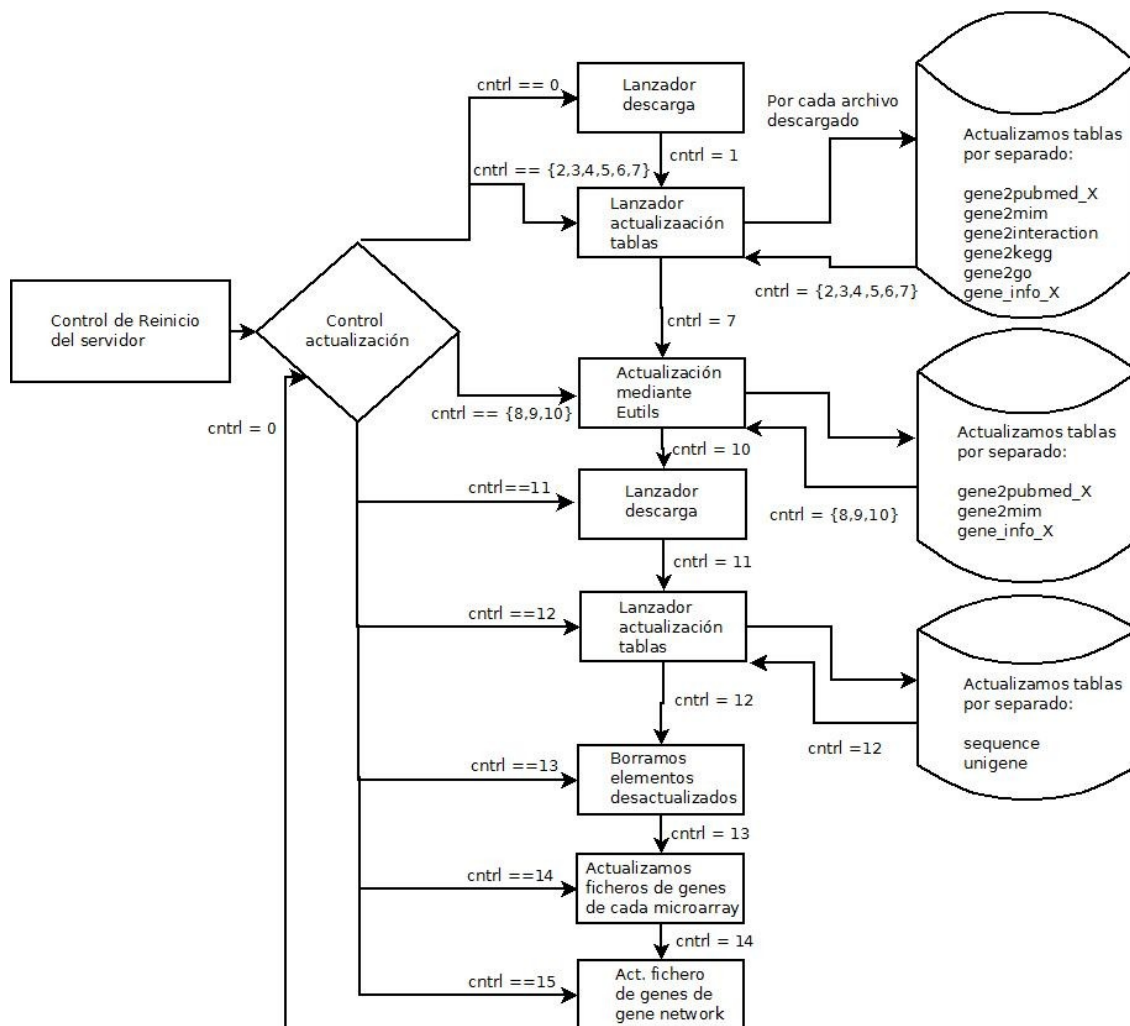 cntrl == 0
Lanzador
descarga
Por cada archivo
descargado
cntrl = 1
cntrl == {2,3,4,5,6,7}
Lanzador
actualizaación
tablas
Actualizamos tablas
por separado:
gene2pubmed_X
gene2mim
gene2interaction
gene2kegg
gene2go
gene_info_X
cntrl = {2,3,4,5,6,7}
Control de Reinicio
del servidor
Control
actualización
cntrl = 7
Actualización
mediante
Eutils
cntrl == {8,9,10}
cntrl = 0
cntrl = 10
Actualizamos tablas
por separado:
gene2pubmed_X
gene2mim
gene_info_X
cntrl = {8,9,10}
cntrl==11
Lanzador
descarga
cntrl = 11
cntrl ==12
Lanzador
actualización
tablas
cntrl = 12
Actualizamos tablas
por separado:
sequence
unigene
cntrl =12
cntrl ==13
Borramos
elementos
desactualizados
cntrl = 13
cntrl ==14
Actualizamos
ficheros de genes
de cada microarray
cntrl = 14
cntrl ==15
Act. fichero
de genes de
gene network